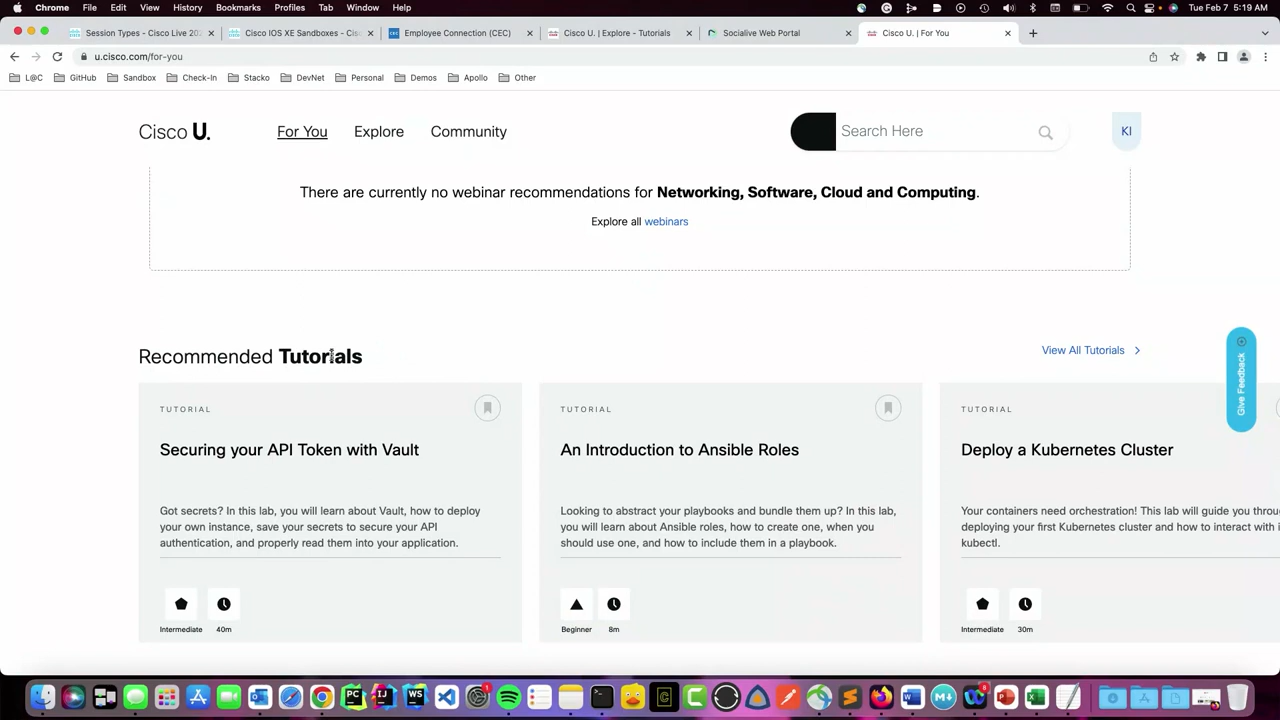 Chrome File Edit View History Bookmarks Profiles Tab Window Help
Tue Feb 7 5:19 AM
Session Types - Cisco Live 202
Cisco IOS XE Sandboxes - Cis
Employee Connection (CEC)
Cisco U. | Explore - Tutorials
Socialive Web Portal
Cisco U. | For You
u.cisco.com/for-you
L@C GitHub Sandbox Check-In Stacko DevNet Personal Demos Apollo Other
Cisco U.
For You Explore Community
Search Here
KI
There are currently no webinar recommendations for Networking, Software, Cloud and Computing.
Explore all webinars
Recommended Tutorials
View All Tutorials
Give Feedback
TUTORIAL
Securing your API Token with Vault
Got secrets? In this lab, you will learn about Vault, how to deploy
your own instance, save your secrets to secure your API
authentication, and properly read them into your application.
Intermediate 40m
TUTORIAL
An Introduction to Ansible Roles
Looking to abstract your playbooks and bundle them up? In this lab,
you will learn about Ansible roles, how to create one, when you
should use one, and how to include them in a playbook.
Beginner 8m
TUTORIAL
Deploy a Kubernetes Cluster
Your containers need orchestration! This lab will guide you throu
deploying your first Kubernetes cluster and how to interact with i
kubectl.
Intermediate 30m